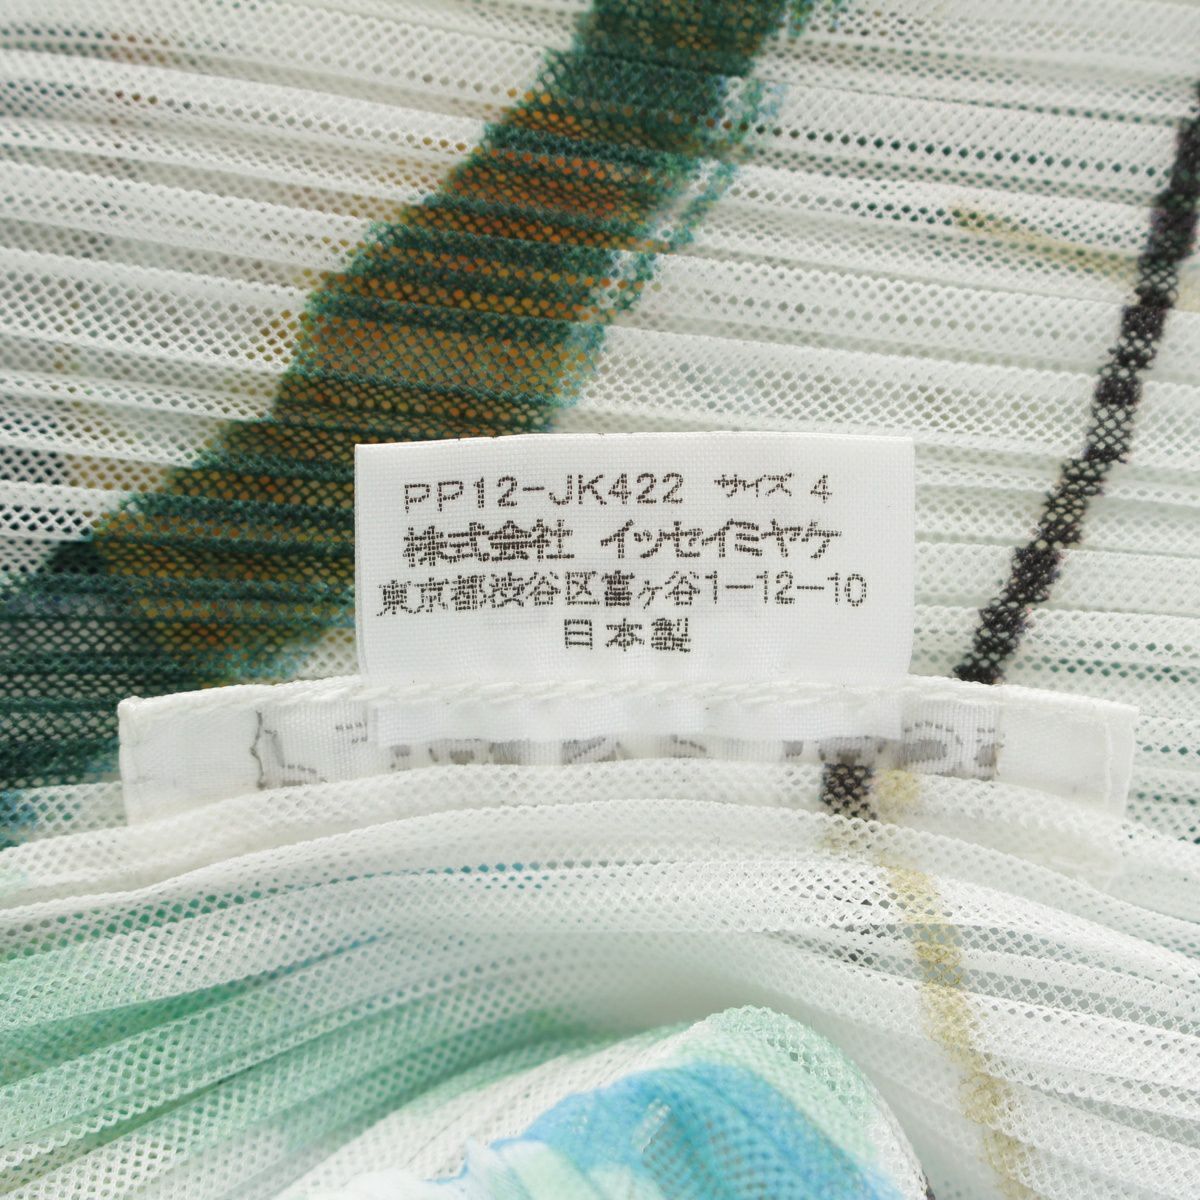 PP12-JK422 サイズ 4
株式会社 イッセイミヤケ
東京都渋谷区富ヶ谷1-12-10
日本製